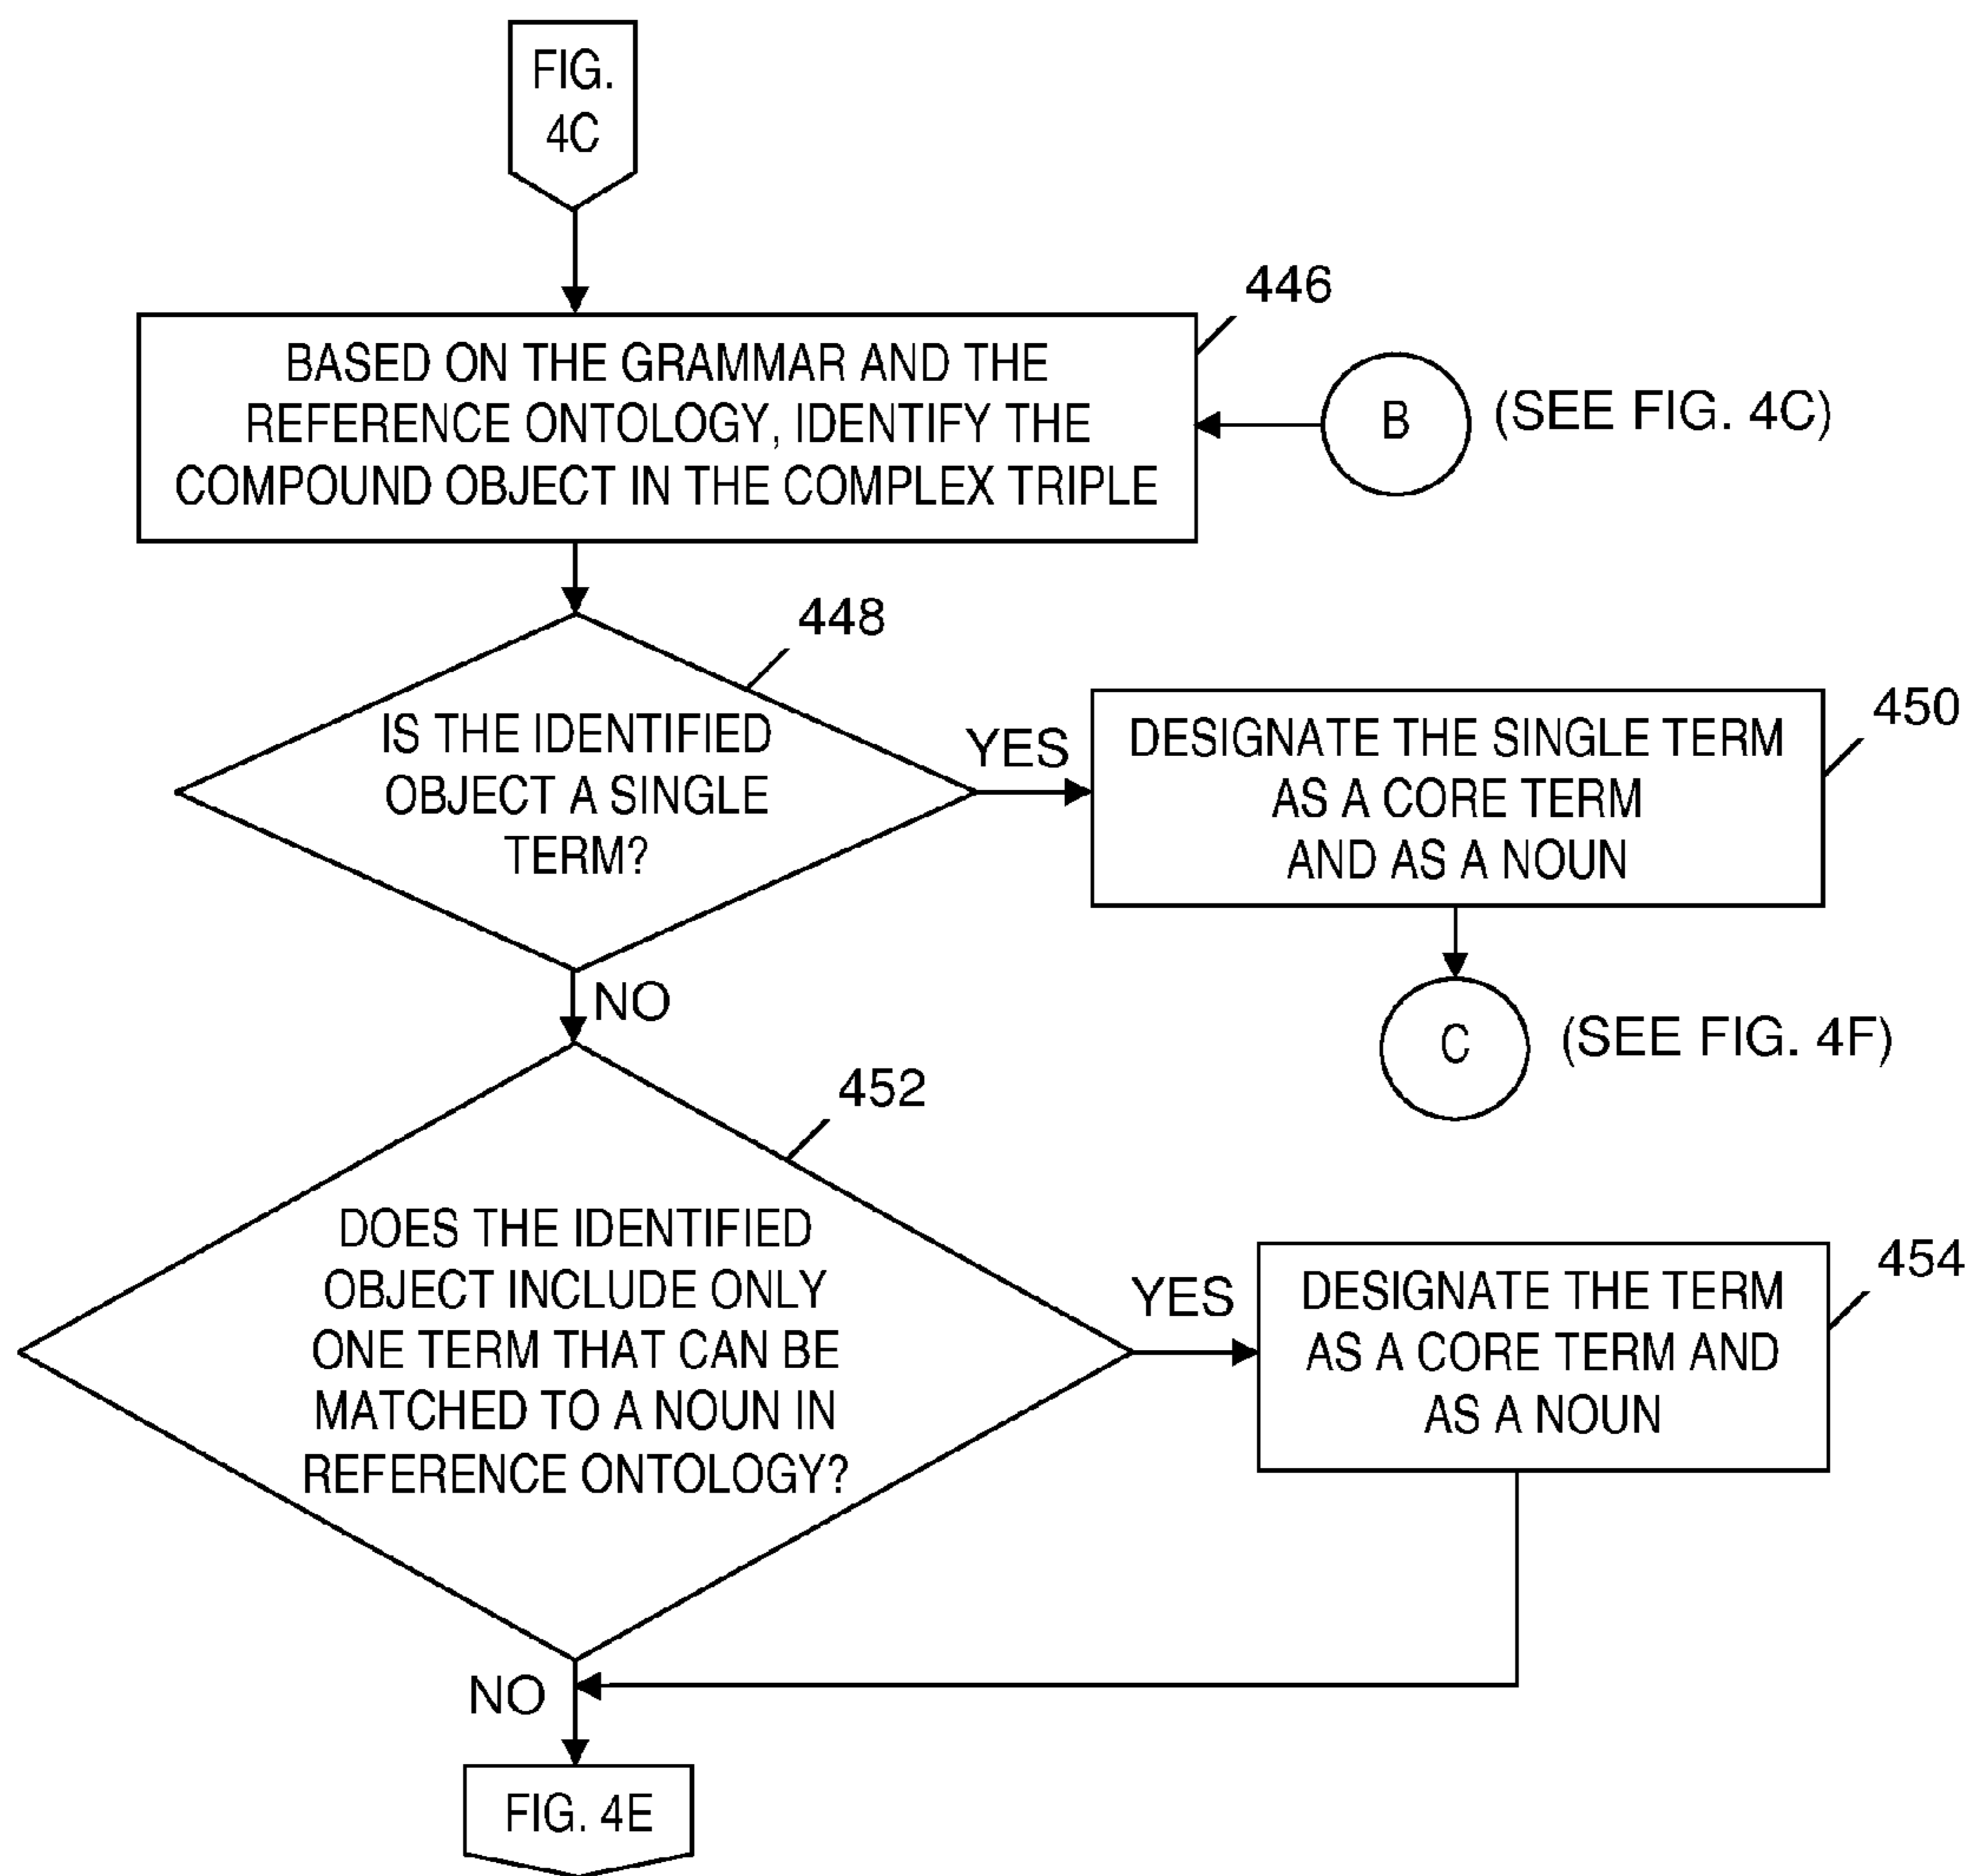 FIG.
4C
446
BASED ON THE GRAMMAR AND THE
REFERENCE ONTOLOGY, IDENTIFY THE
COMPOUND OBJECT IN THE COMPLEX TRIPLE
B
(SEE FIG. 4C)
448
IS THE IDENTIFIED
OBJECT A SINGLE
TERM?
YES
450
DESIGNATE THE SINGLE TERM
AS A CORE TERM
AND AS A NOUN
NO
C
(SEE FIG. 4F)
452
DOES THE IDENTIFIED
OBJECT INCLUDE ONLY
ONE TERM THAT CAN BE
MATCHED TO A NOUN IN
REFERENCE ONTOLOGY?
YES
454
DESIGNATE THE TERM
AS A CORE TERM AND
AS A NOUN
NO
FIG. 4E